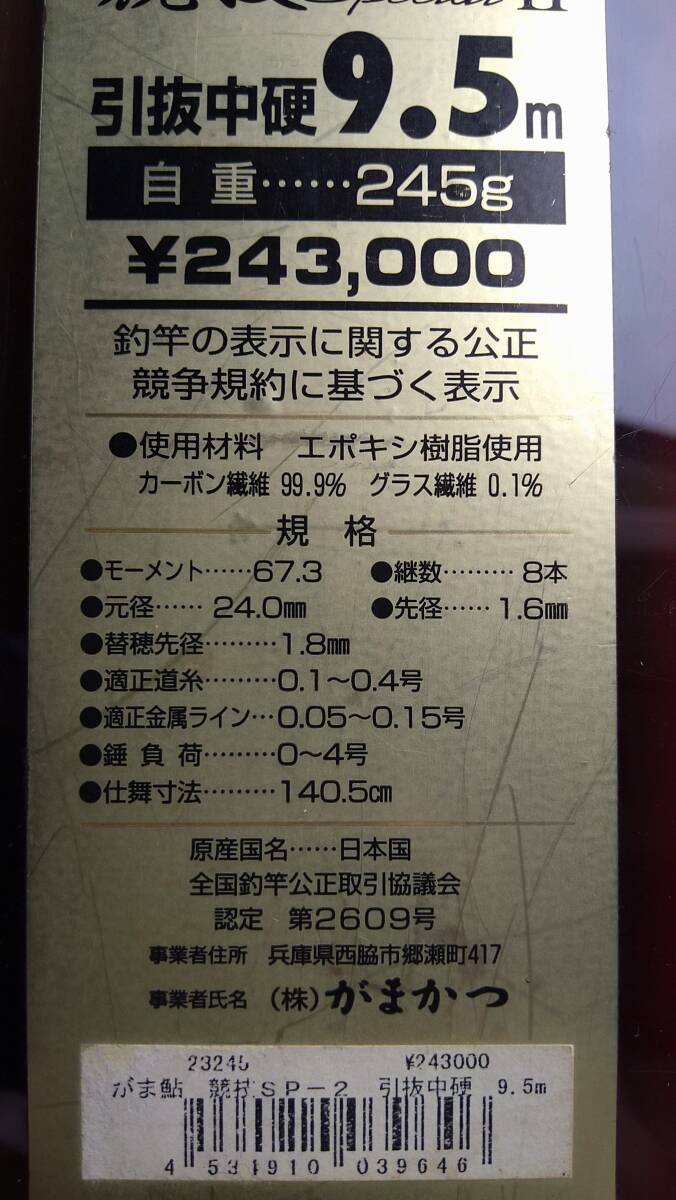 競技 Special II
引抜中硬 9.5m
自 重……245g
¥243,000
釣竿の表示に関する公正
競争規約に基づく表示
●使用材料 エポキシ樹脂使用
カーボン繊維 99.9% グラス繊維 0.1%
規 格
●モーメント……67.3 ●継数……… 8本
●元径…… 24.0㎜ ●先径…… 1.6㎜
●替穂先径………1.8㎜
●適正道糸………0.1〜0.4号
●適正金属ライン…0.05〜0.15号
●錘 負 荷………0〜4号
●仕舞寸法………140.5㎝
原産国名……日本国
全国釣竿公正取引協議会
認定 第2609号
事業者住所 兵庫県西脇市郷瀬町417
事業者氏名 (株)がまかつ
23245 ¥243000
がま鮎 競技SP−2 引抜中硬 9.5m
4 534910 039646